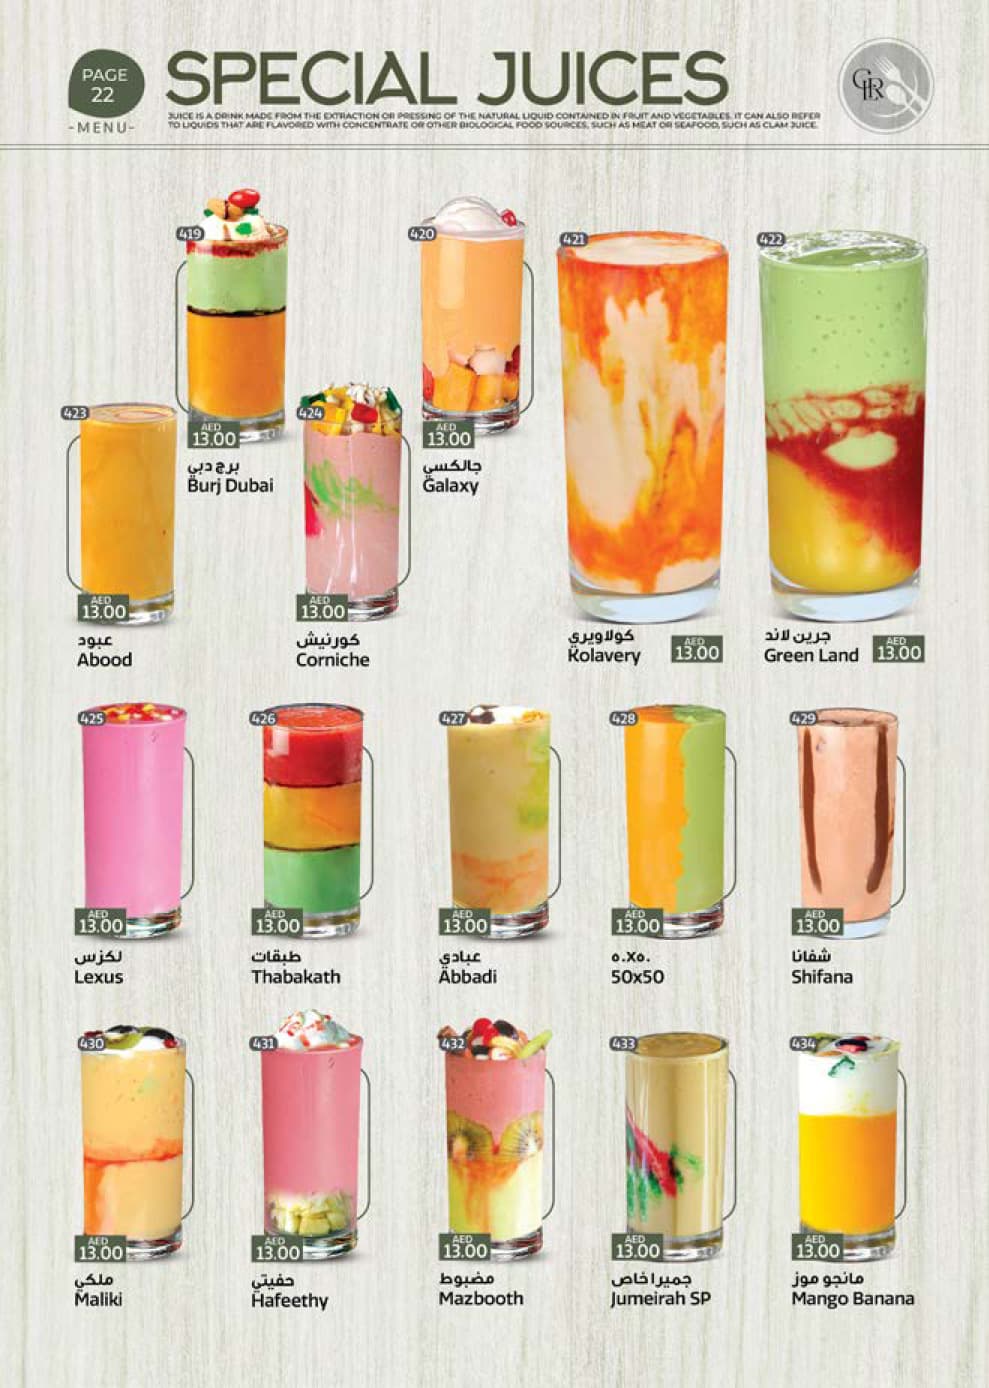 PAGE
22
-MENU-
SPECIAL JUICES
JUICE IS A DRINK MADE FROM THE EXTRACTION OR PRESSING OF THE NATURAL LIQUID CONTAINED IN FRUIT AND VEGETABLES. IT CAN ALSO REFER
TO LIQUIDS THAT ARE FLAVORED WITH CONCENTRATE OR OTHER BIOLOGICAL FOOD SOURCES, SUCH AS MEAT OR SEAFOOD, SUCH AS CLAM JUICE.
GLR
419
AED
13.00
برج دبي
Burj Dubai
420
AED
13.00
جالكسي
Galaxy
421
كولاويري
Kolavery
AED
13.00
422
جرين لاند
Green Land
AED
13.00
423
AED
13.00
عبود
Abood
424
AED
13.00
كورنيش
Corniche
425
AED
13.00
لكزس
Lexus
426
AED
13.00
طبقات
Thabakath
427
AED
13.00
عبادي
Abbadi
428
AED
13.00
٥٠x٥٠
50x50
429
AED
13.00
شفانا
Shifana
430
AED
13.00
ملكي
Maliki
431
AED
13.00
حفيتي
Hafeethy
432
AED
13.00
مضبوط
Mazbooth
433
AED
13.00
جميرا خاص
Jumeirah SP
434
AED
13.00
مانجو موز
Mango Banana